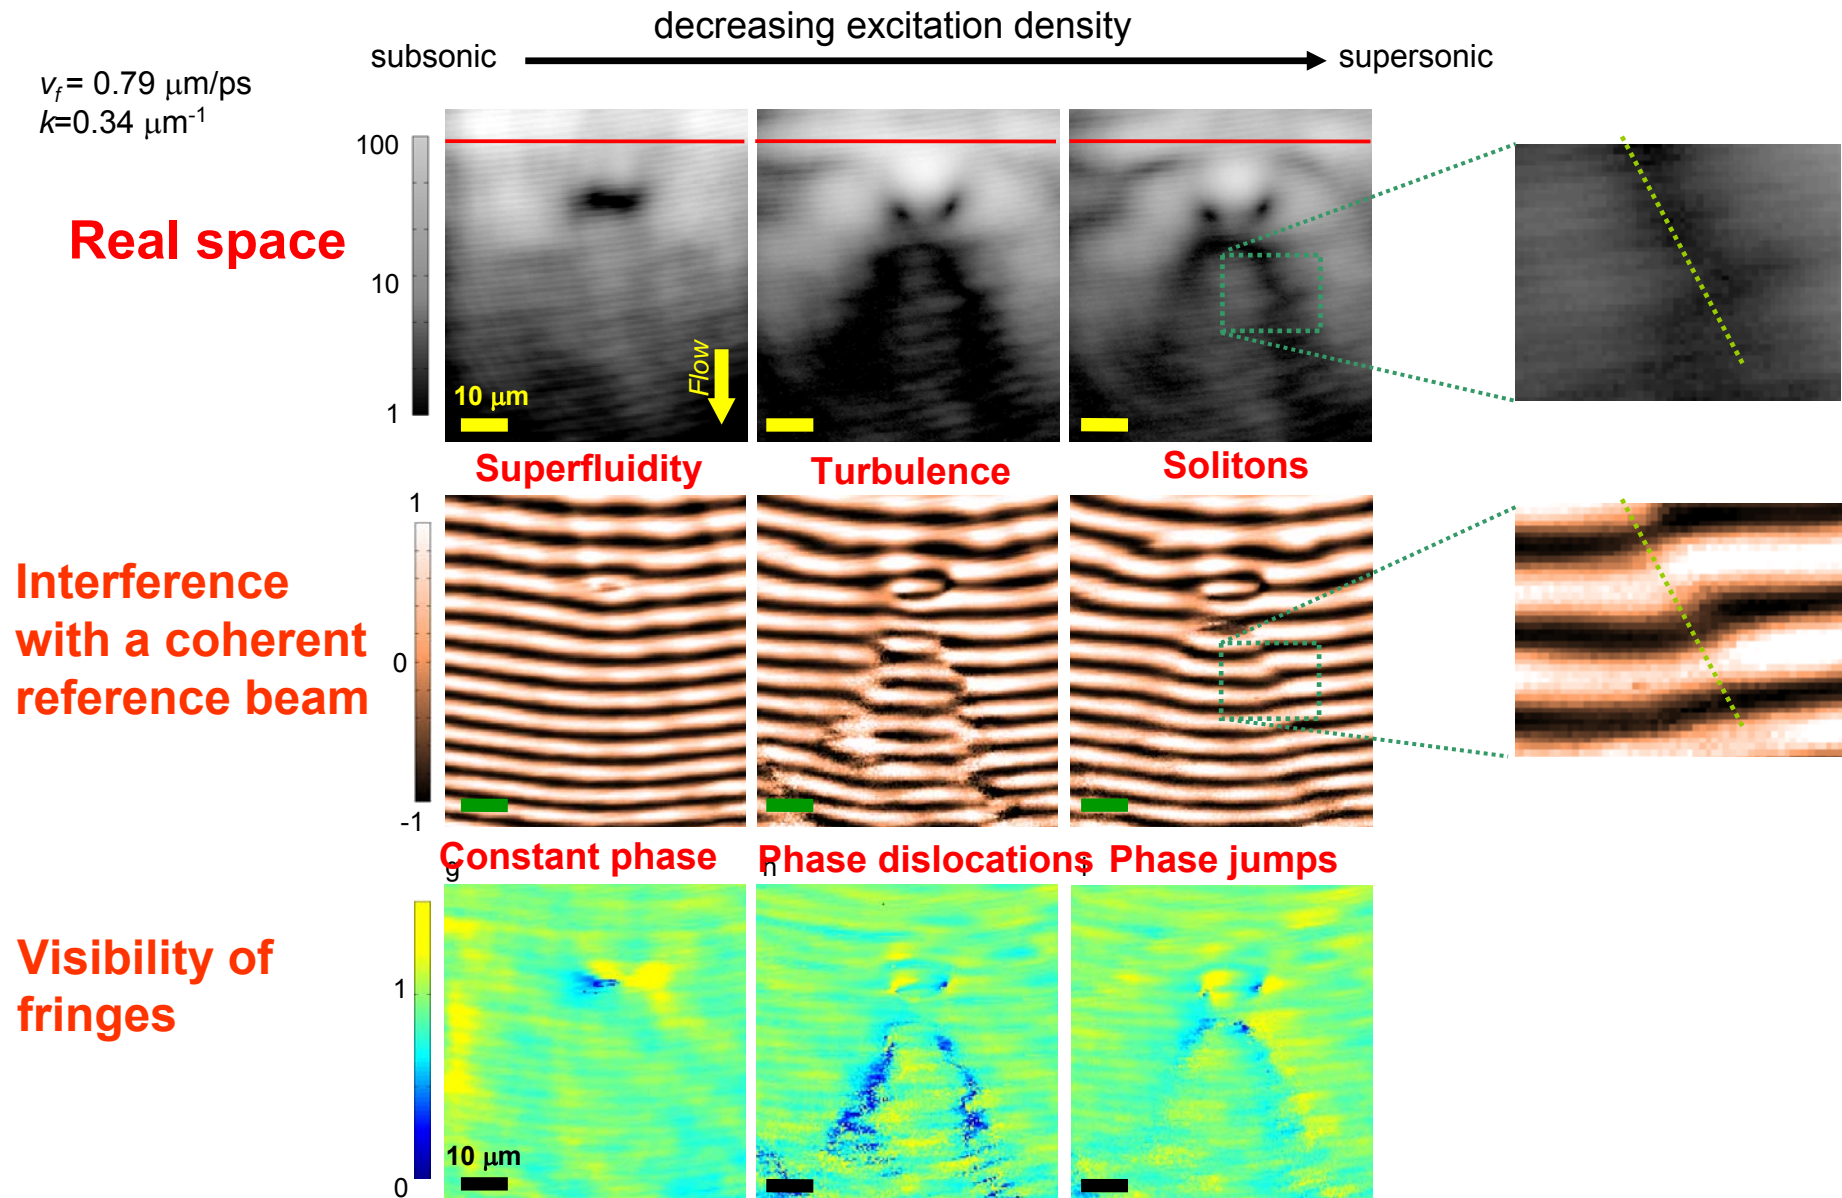 decreasing excitation density
subsonic
supersonic
v_f = 0.79 μm/ps
k=0.34 μm⁻¹
100
10
1
Real space
Flow
10 μm
Superfluidity
Turbulence
Solitons
1
0
-1
Interference
with a coherent
reference beam
Constant phase
Phase dislocations
Phase jumps
g
h
i
1
0
Visibility of
fringes
10 μm